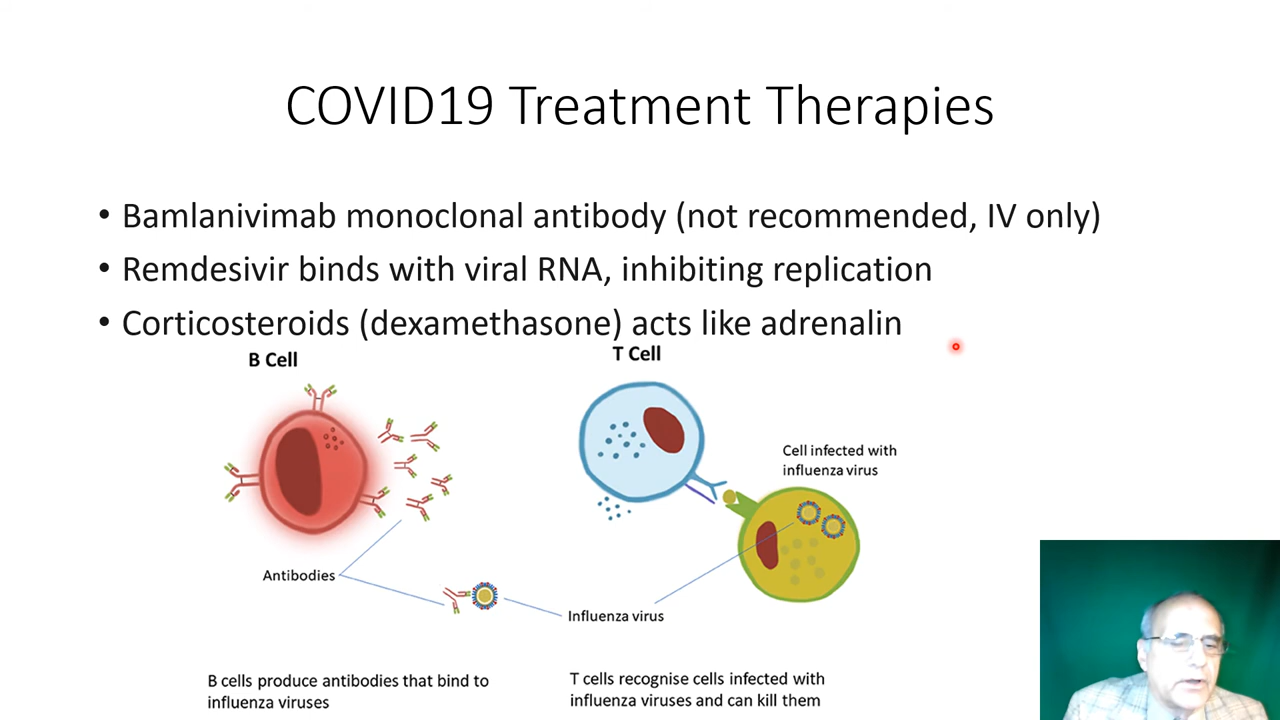 COVID19 Treatment Therapies
• Bamlanivimab monoclonal antibody (not recommended, IV only)
• Remdesivir binds with viral RNA, inhibiting replication
• Corticosteroids (dexamethasone) acts like adrenalin
B Cell
T Cell
Cell infected with
influenza virus
Antibodies
Influenza virus
B cells produce antibodies that bind to
influenza viruses
T cells recognise cells infected with
influenza viruses and can kill them